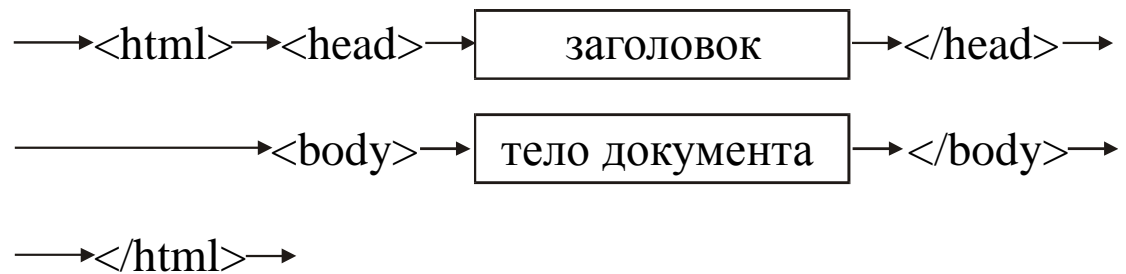 <html> <head> заголовок </head>
<body> тело документа </body>
</html>